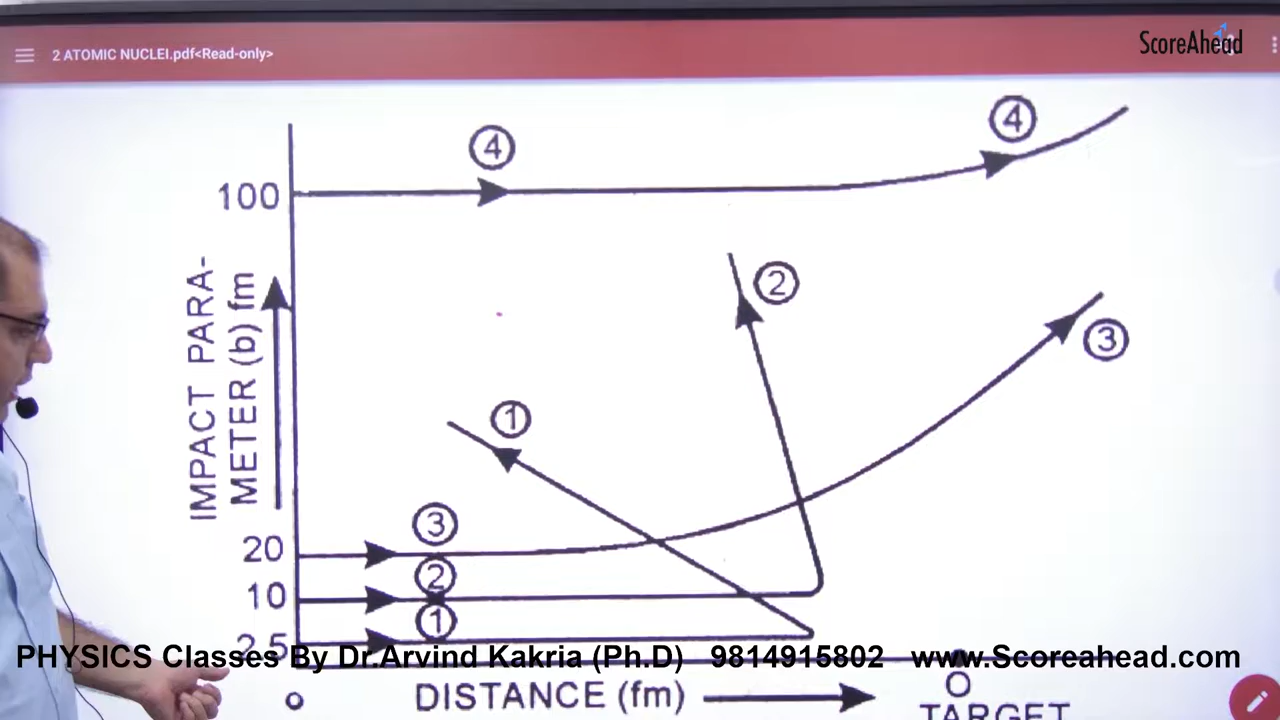 2 ATOMIC NUCLEI.pdf<Read-only>
ScoreAhead
4
4
100
2
3
1
IMPACT PARA-
METER (b) fm
3
20
2
10
1
2.5
PHYSICS Classes By Dr.Arvind Kakria (Ph.D) 9814915802 www.Scoreahead.com
O
DISTANCE (fm)
O
TARGET